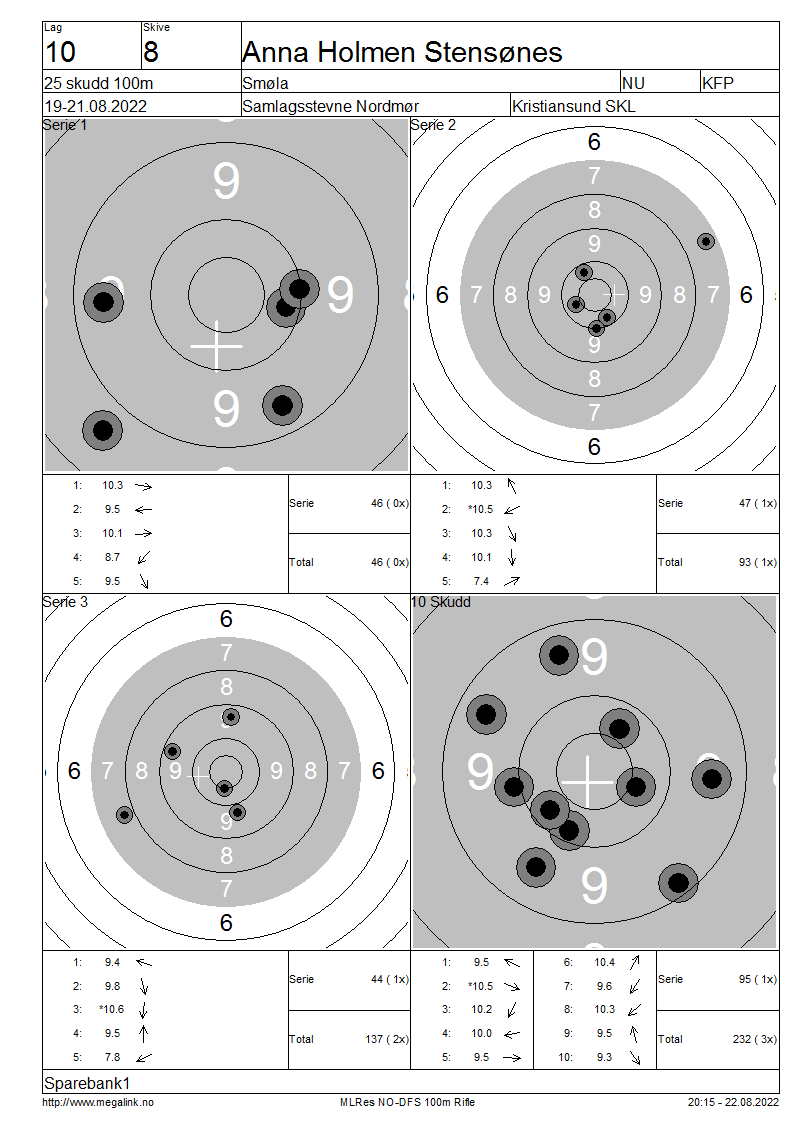 Lag Skive
10 8 Anna Holmen Stensønes
25 skudd 100m Smøla NU KFP
19-21.08.2022 Samlagsstevne Nordmør Kristiansund SKL
Serie 1 Serie 2
9
9 9
9
6
7
8
9
6 7 8 9 9 8 7 6
9
8
7
6
1: 10.3
2: 9.5
3: 10.1
4: 8.7
5: 9.5
Serie 46 ( 0x)
Total 46 ( 0x)
1: 10.3
2: *10.5
3: 10.3
4: 10.1
5: 7.4
Serie 47 ( 1x)
Total 93 ( 1x)
Serie 3 10 Skudd
6
7
8
9
6 7 8 9 9 8 7 6
9
8
7
6
9
9 9
9
1: 9.4
2: 9.8
3: *10.6
4: 9.5
5: 7.8
Serie 44 ( 1x)
Total 137 ( 2x)
1: 9.5 6: 10.4
2: *10.5 7: 9.6
3: 10.2 8: 10.3
4: 10.0 9: 9.5
5: 9.5 10: 9.3
Serie 95 ( 1x)
Total 232 ( 3x)
Sparebank1
http://www.megalink.no MLRes NO-DFS 100m Rifle 20:15 - 22.08.2022